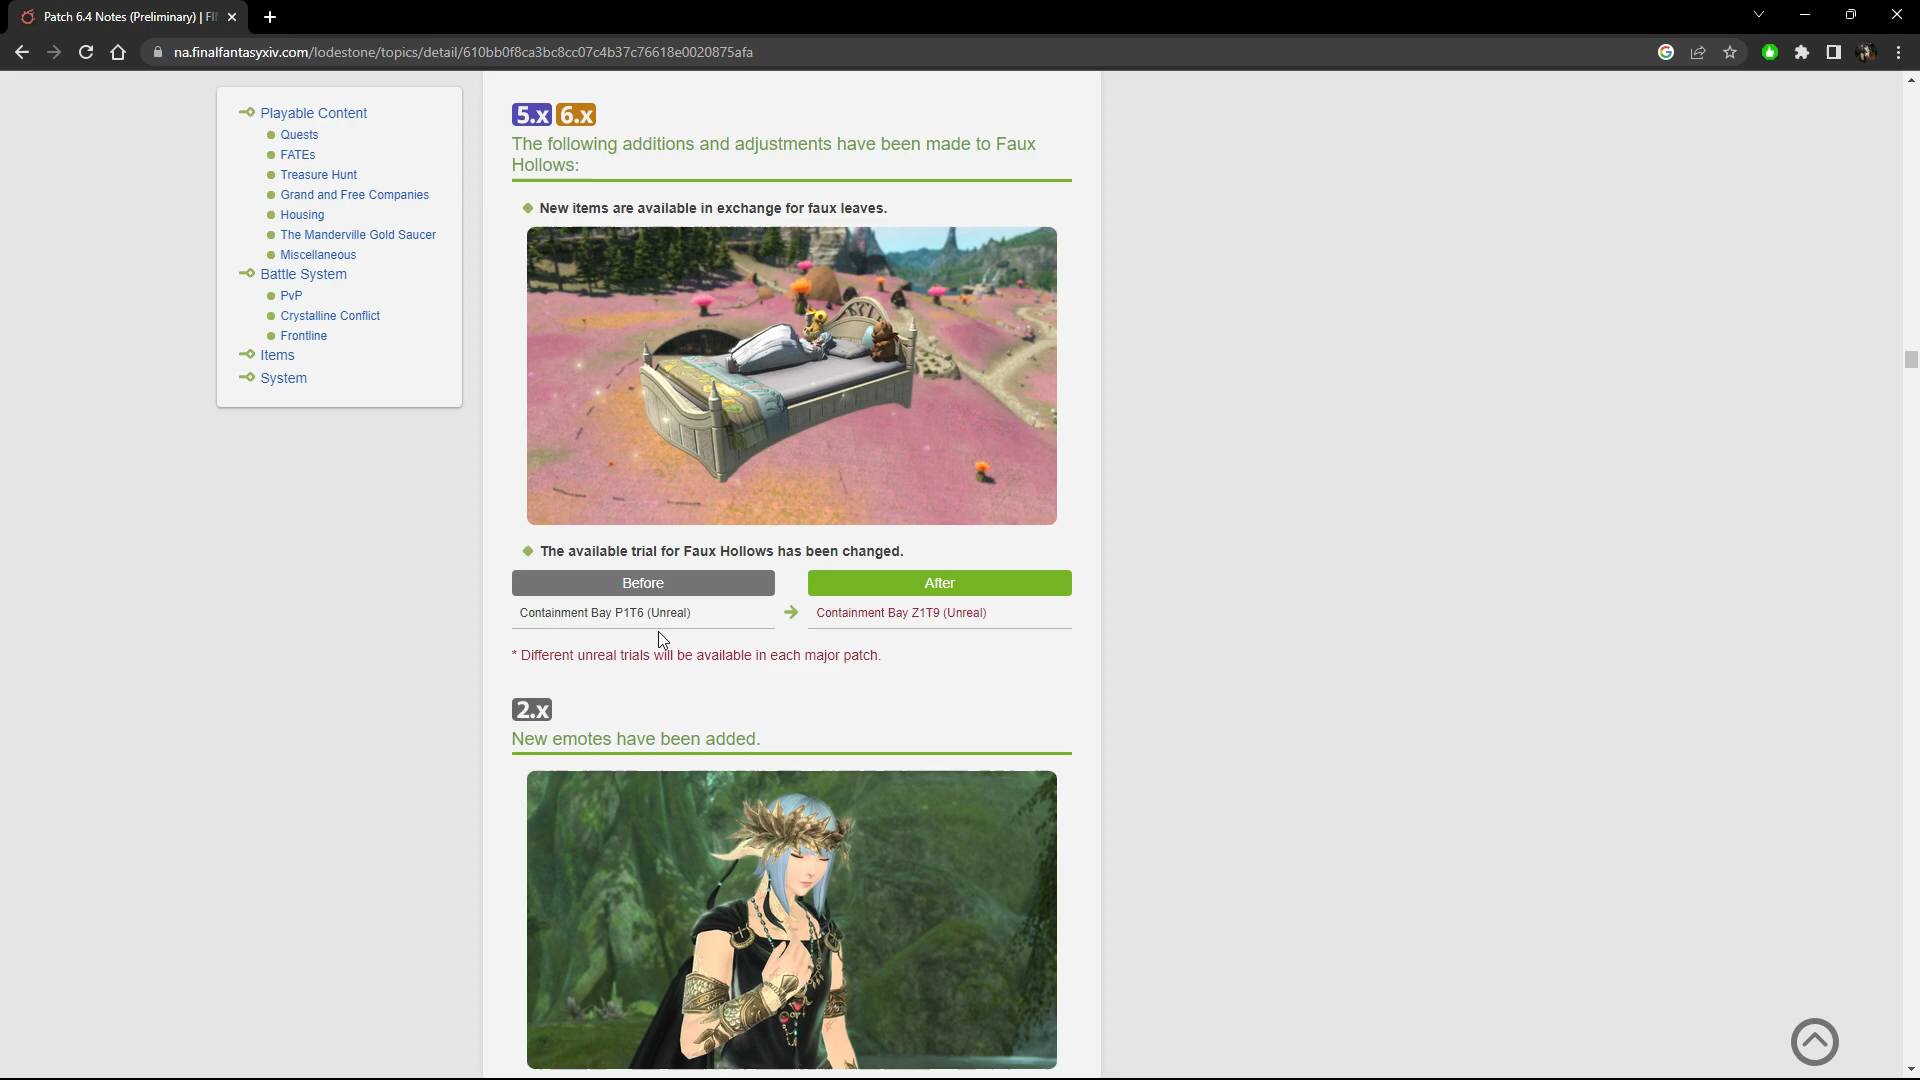 Patch 6.4 Notes (Preliminary) | FI
na.finalfantasyxiv.com/lodestone/topics/detail/610bb0f8ca3bc8cc07c4b37c76618e0020875afa
Playable Content
Quests
FATEs
Treasure Hunt
Grand and Free Companies
Housing
The Manderville Gold Saucer
Miscellaneous
Battle System
PvP
Crystalline Conflict
Frontline
Items
System
5.x 6.x
The following additions and adjustments have been made to Faux
Hollows:
New items are available in exchange for faux leaves.
The available trial for Faux Hollows has been changed.
Before After
Containment Bay P1T6 (Unreal) Containment Bay Z1T9 (Unreal)
* Different unreal trials will be available in each major patch.
2.x
New emotes have been added.